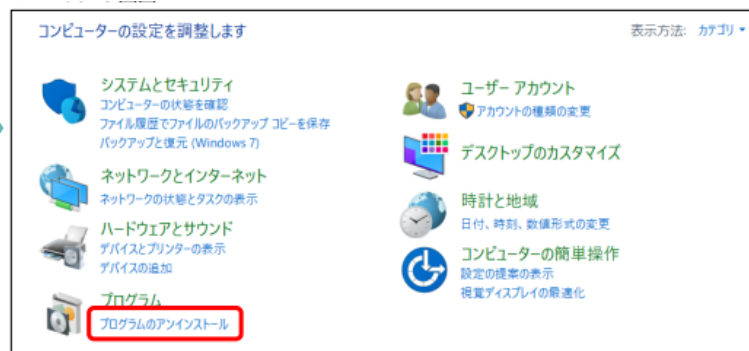 コンピューターの設定を調整します
表示方法: カテゴリ
システムとセキュリティ
コンピューターの状態を確認
ファイル履歴でファイルのバックアップ コピーを保存
バックアップと復元 (Windows 7)
ネットワークとインターネット
ネットワークの状態とタスクの表示
ハードウェアとサウンド
デバイスとプリンターの表示
デバイスの追加
プログラム
プログラムのアンインストール
ユーザー アカウント
アカウントの種類の変更
デスクトップのカスタマイズ
時計と地域
日付、時刻、数値形式の変更
コンピューターの簡単操作
設定の提案の表示
視覚ディスプレイの最適化